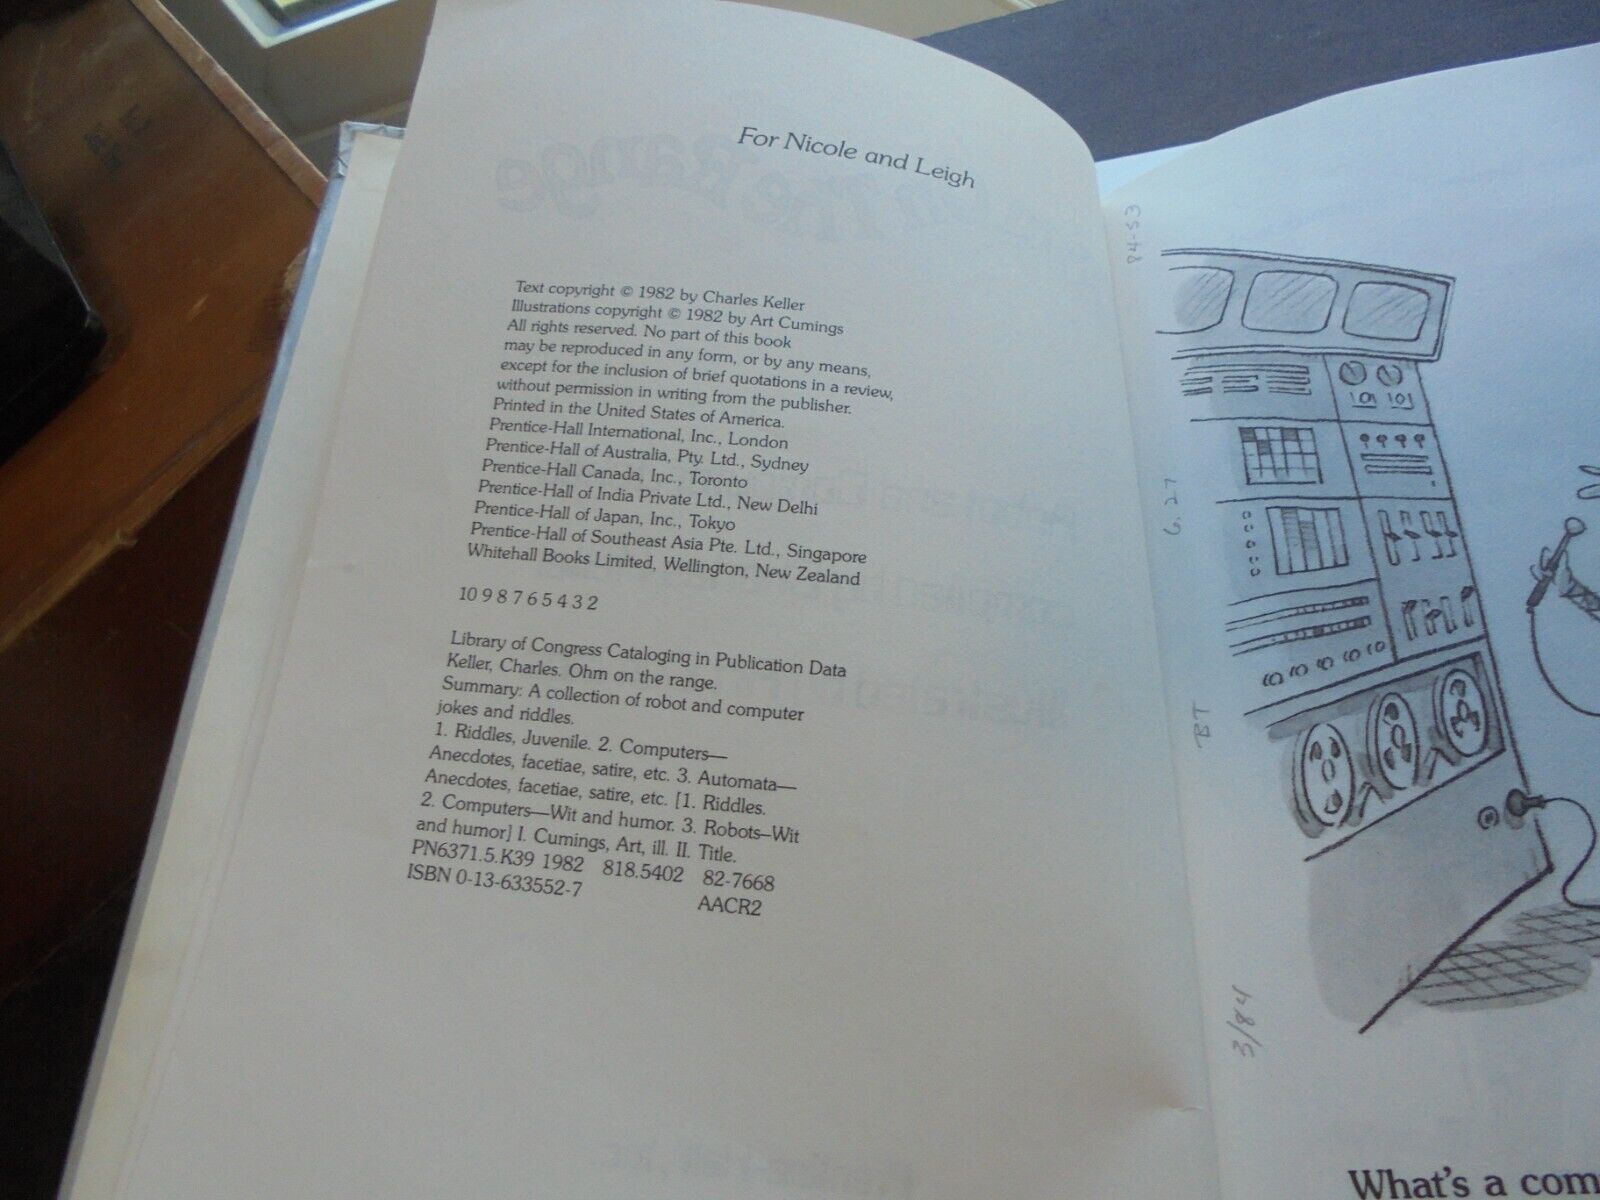 For Nicole and Leigh
Text copyright © 1982 by Charles Keller
Illustrations copyright © 1982 by Art Cumings
All rights reserved. No part of this book
may be reproduced in any form, or by any means,
except for the inclusion of brief quotations in a review,
without permission in writing from the publisher.
Printed in the United States of America.
Prentice-Hall International, Inc., London
Prentice-Hall of Australia, Pty. Ltd., Sydney
Prentice-Hall Canada, Inc., Toronto
Prentice-Hall of India Private Ltd., New Delhi
Prentice-Hall of Japan, Inc., Tokyo
Prentice-Hall of Southeast Asia Pte. Ltd., Singapore
Whitehall Books Limited, Wellington, New Zealand
10 9 8 7 6 5 4 3 2
Library of Congress Cataloging in Publication Data
Keller, Charles. Ohm on the range.
Summary: A collection of robot and computer
jokes and riddles.
1. Riddles, Juvenile. 2. Computers—
Anecdotes, facetiae, satire, etc. 3. Automata—
Anecdotes, facetiae, satire, etc. [1. Riddles.
2. Computers—Wit and humor. 3. Robots—Wit
and humor] I. Cumings, Art, ill. II. Title.
PN6371.5.K39 1982 818.5402 82-7668
ISBN 0-13-633552-7
AACR2
84-53
6.27
BT
3/84
What's a com